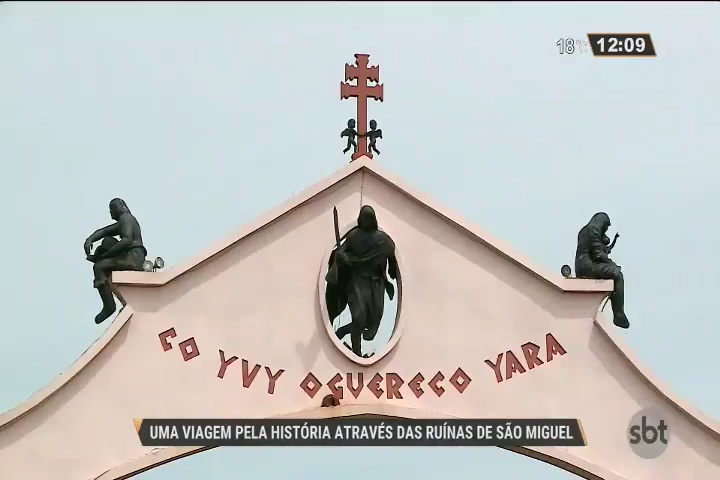 18°C 12:09
CO YVY OGUERECO YARA
UMA VIAGEM PELA HISTÓRIA ATRAVÉS DAS RUÍNAS DE SÃO MIGUEL
sbt